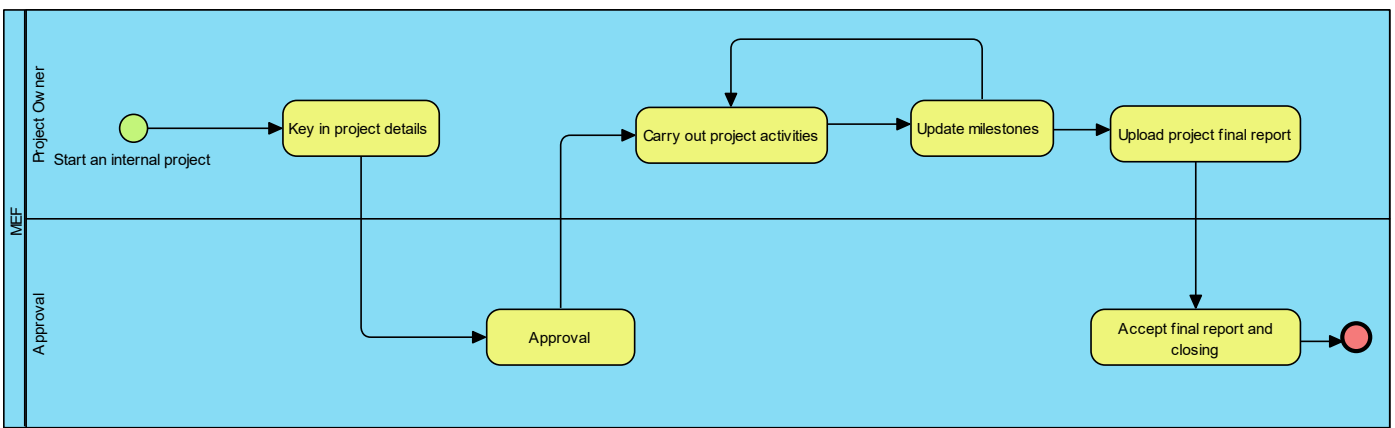 MEF
Project Owner
Start an internal project
Key in project details
Carry out project activities
Update milestones
Upload project final report
Approval
Approval
Accept final report and
closing